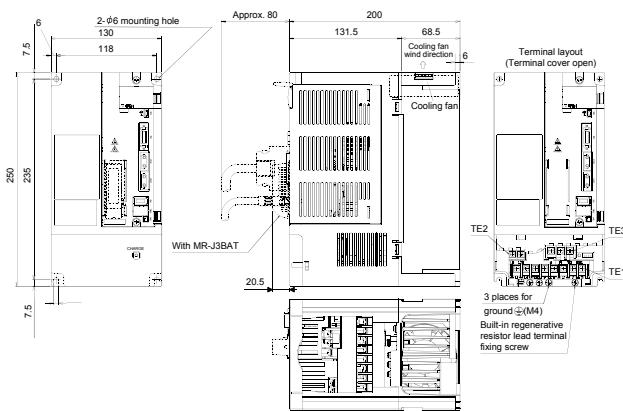 6
2- ϕ6 mounting hole
130
118
7.5
250
235
7.5
CHARGE
Approx. 80
200
131.5
68.5
Cooling fan
wind direction
6
Cooling fan
With MR-J3BAT
20.5
Terminal layout
(Terminal cover open)
TE2
TE3
TE1
3 places for
ground (M4)
Built-in regenerative
resistor lead terminal
fixing screw